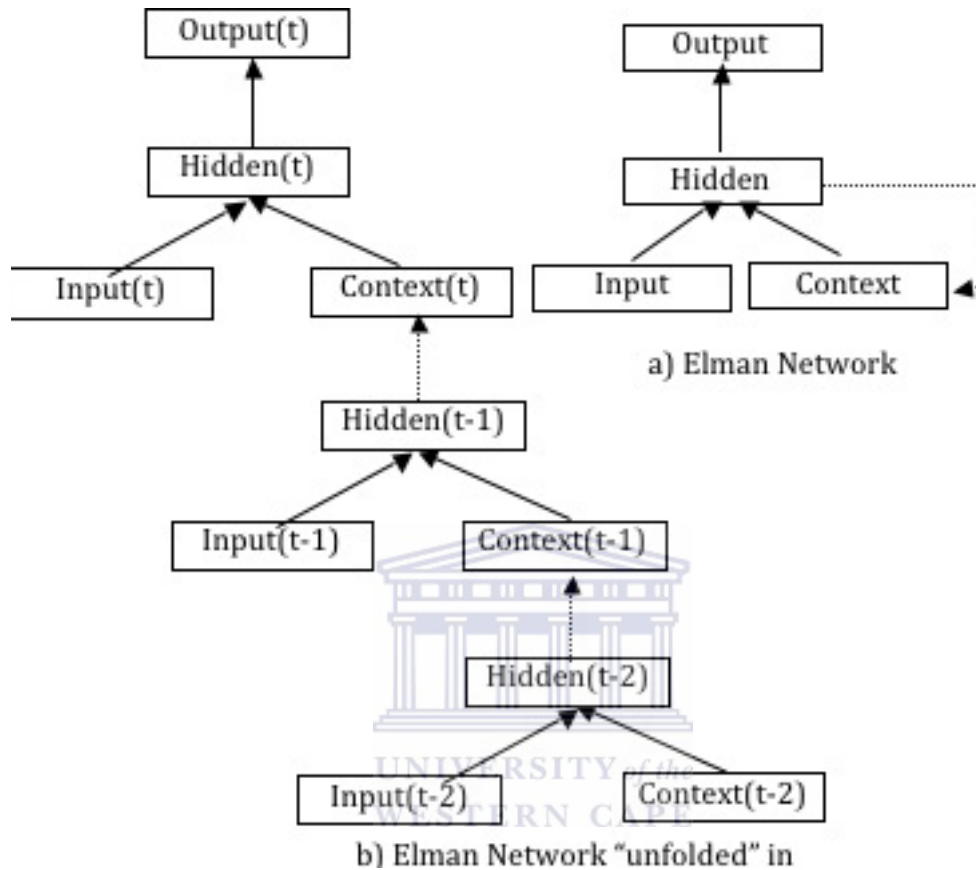 Output(t)
Output
Hidden(t)
Hidden
Input(t)
Context(t)
Input
Context
a) Elman Network
Hidden(t-1)
Input(t-1)
Context(t-1)
Hidden(t-2)
UNIVERSITY of the
Input(t-2)
Context(t-2)
WESTERN CAPE
b) Elman Network “unfolded” in